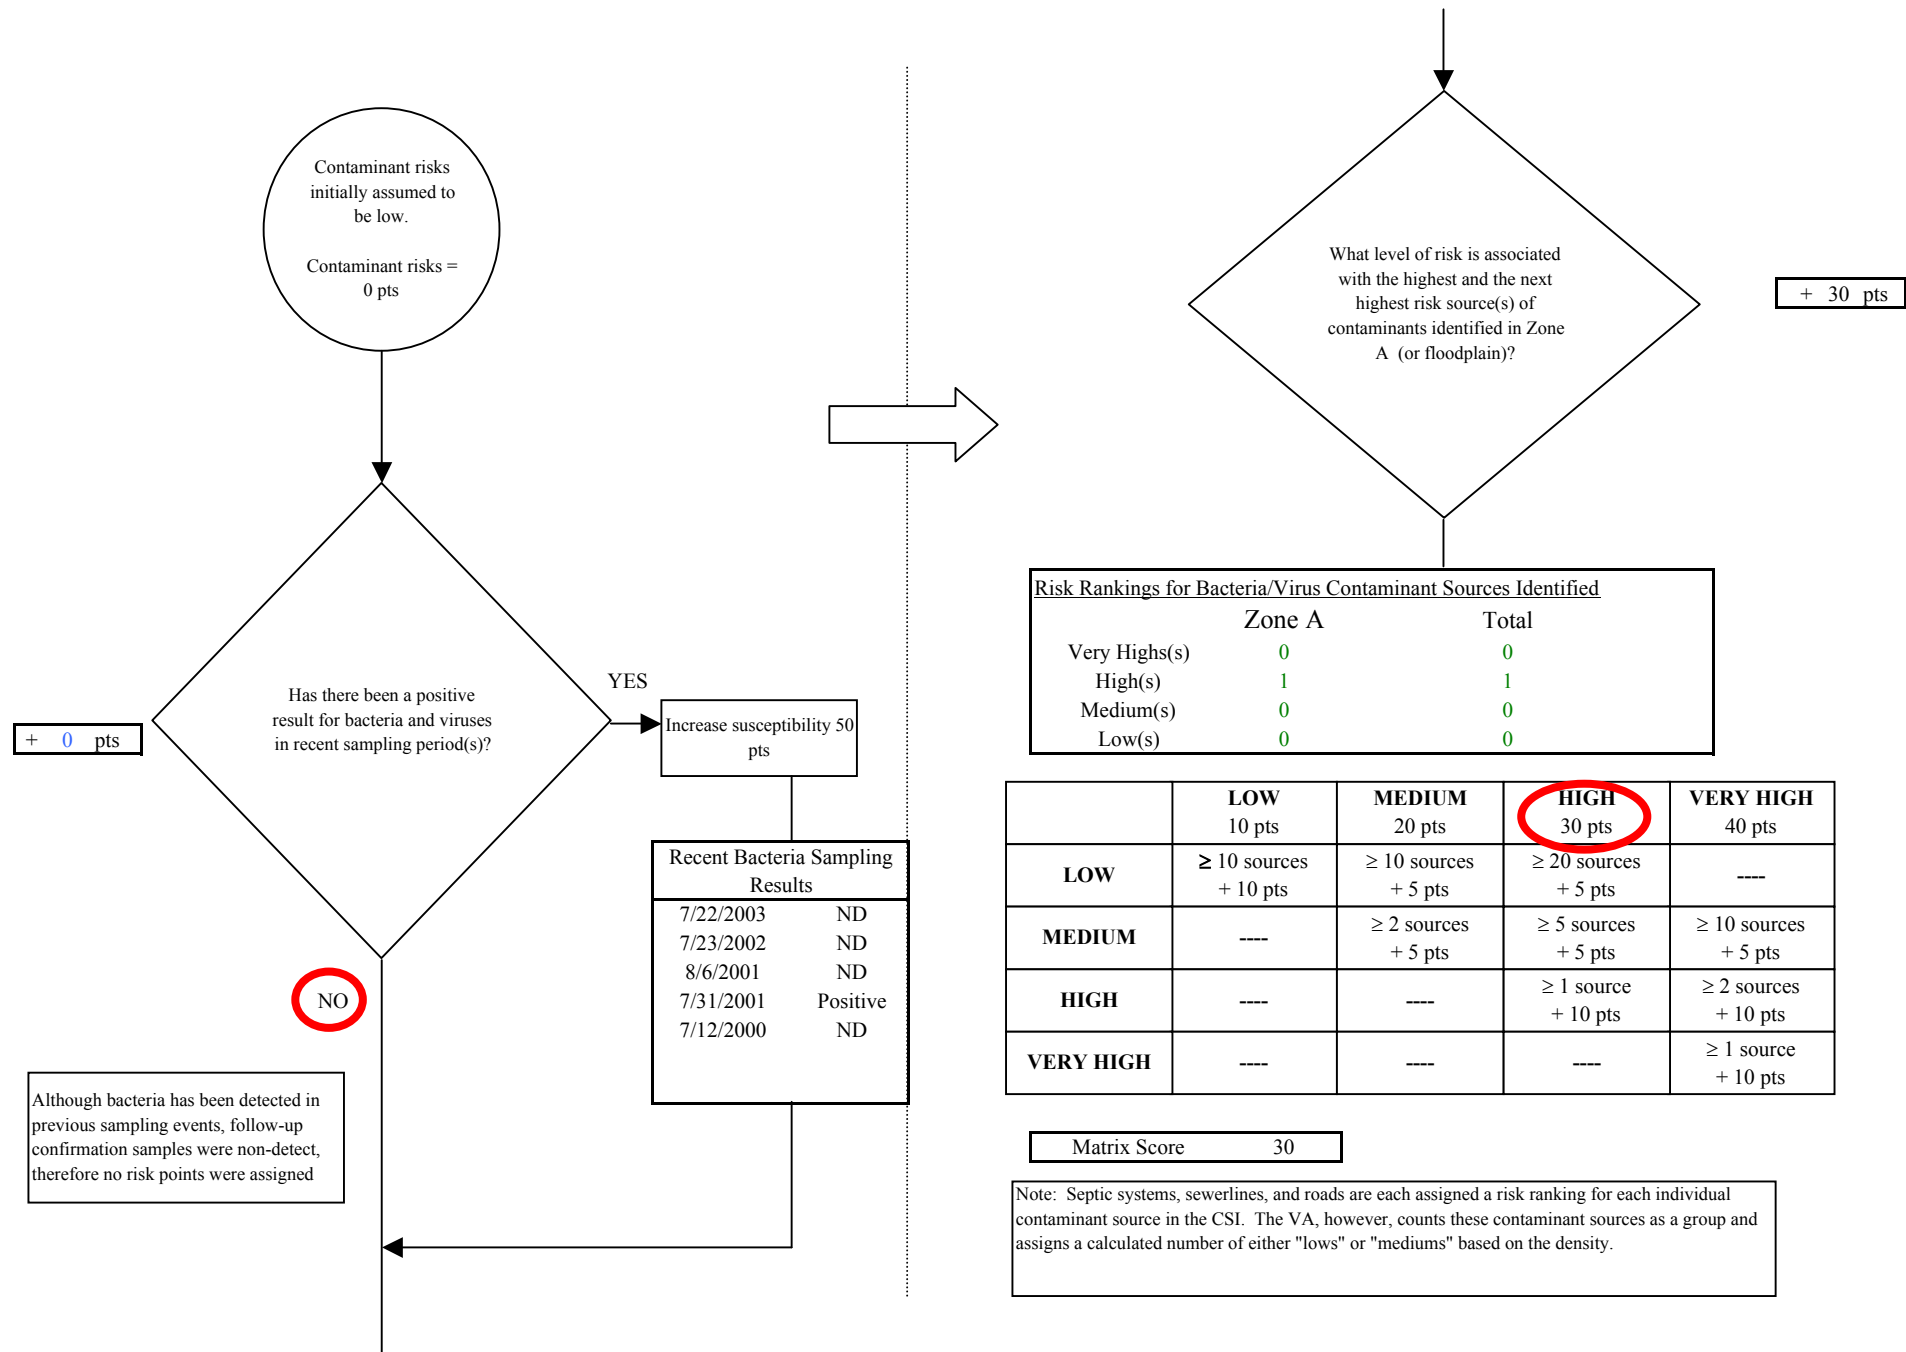 Contaminant risks
initially assumed to
be low.
Contaminant risks =
0 pts
Has there been a positive
result for bacteria and viruses
in recent sampling period(s)?
+ 0 pts
YES
Increase susceptibility 50
pts
Recent Bacteria Sampling
Results
7/22/2003 ND
7/23/2002 ND
8/6/2001 ND
7/31/2001 Positive
7/12/2000 ND
NO
Although bacteria has been detected in
previous sampling events, follow-up
confirmation samples were non-detect,
therefore no risk points were assigned
What level of risk is associated
with the highest and the next
highest risk source(s) of
contaminants identified in Zone
A (or floodplain)?
+ 30 pts
Risk Rankings for Bacteria/Virus Contaminant Sources Identified
Zone A Total
Very Highs(s) 0 0
High(s) 1 1
Medium(s) 0 0
Low(s) 0 0
LOW MEDIUM HIGH VERY HIGH
10 pts 20 pts 30 pts 40 pts
LOW ≥ 10 sources ≥ 10 sources ≥ 20 sources ----
+ 10 pts + 5 pts + 5 pts
MEDIUM ---- ≥ 2 sources ≥ 5 sources ≥ 10 sources
+ 5 pts + 5 pts + 5 pts
HIGH ---- ---- ≥ 1 source ≥ 2 sources
+ 10 pts + 10 pts
VERY HIGH ---- ---- ---- ≥ 1 source
+ 10 pts
Matrix Score 30
Note: Septic systems, sewerlines, and roads are each assigned a risk ranking for each individual
contaminant source in the CSI. The VA, however, counts these contaminant sources as a group and
assigns a calculated number of either "lows" or "mediums" based on the density.